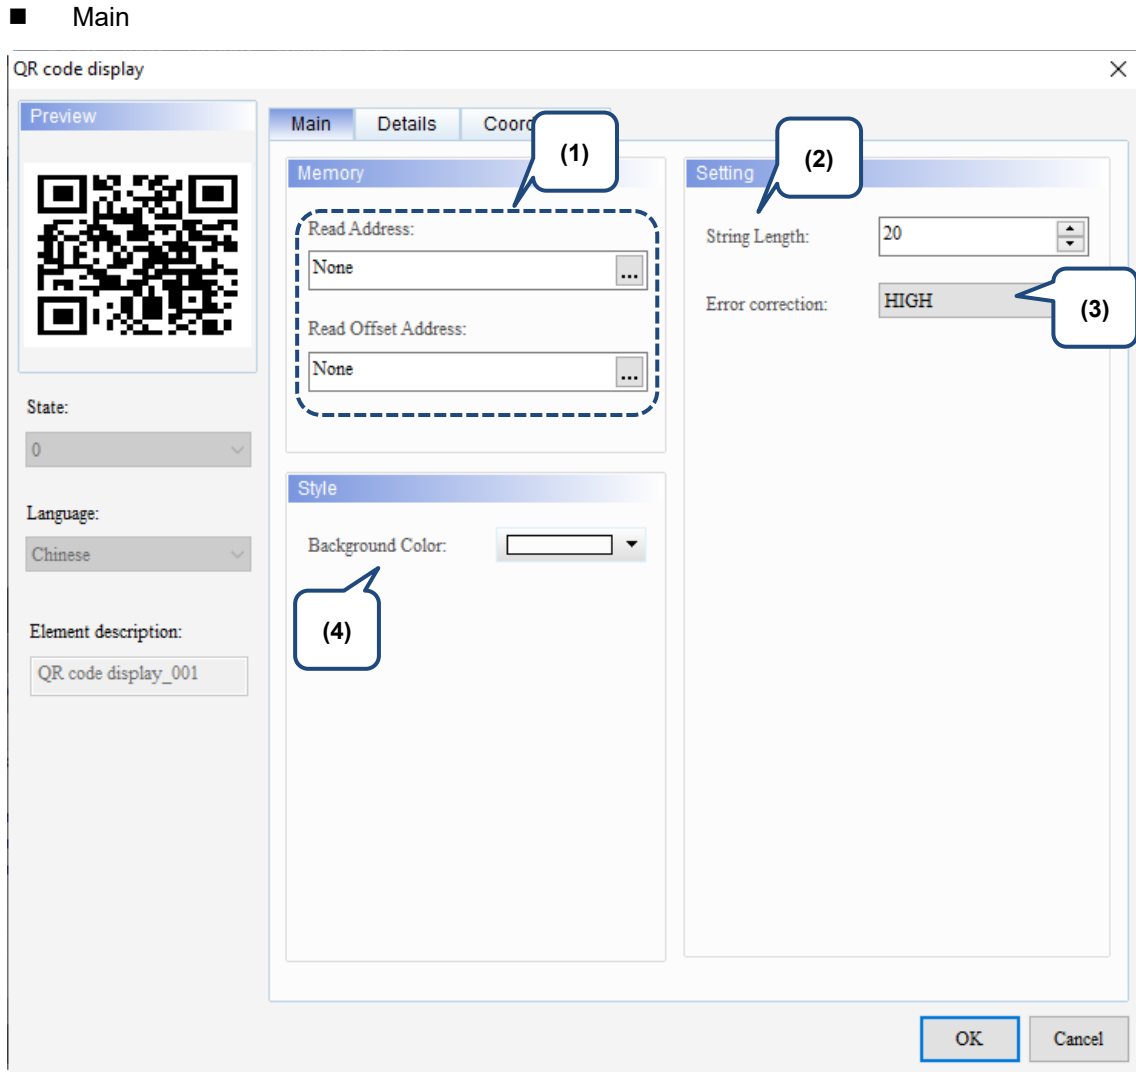 ■ Main
QR code display
Preview
State:
0
Language:
Chinese
Element description:
QR code display_001
Main Details Coord
(1)
Memory
Read Address:
None ...
Read Offset Address:
None ...
Style
Background Color:
(4)
(2)
Setting
String Length: 20
Error correction: HIGH
(3)
OK Cancel